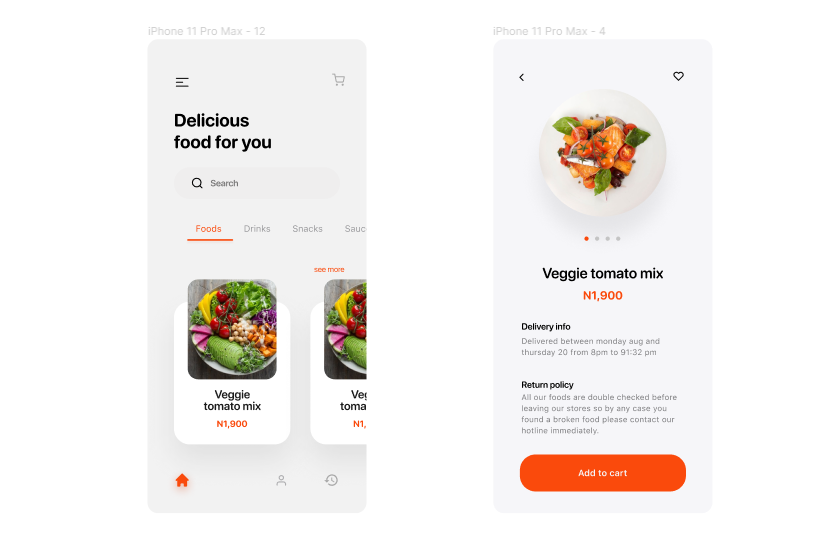 iPhone 11 Pro Max - 12
Delicious
food for you
Search
Foods Drinks Snacks Sauc
see more
Veggie
tomato mix
N1,900
Veg
toma
N1,
iPhone 11 Pro Max - 4
Veggie tomato mix
N1,900
Delivery info
Delivered between monday aug and
thursday 20 from 8pm to 91:32 pm
Return policy
All our foods are double checked before
leaving our stores so by any case you
found a broken food please contact our
hotline immediately.
Add to cart